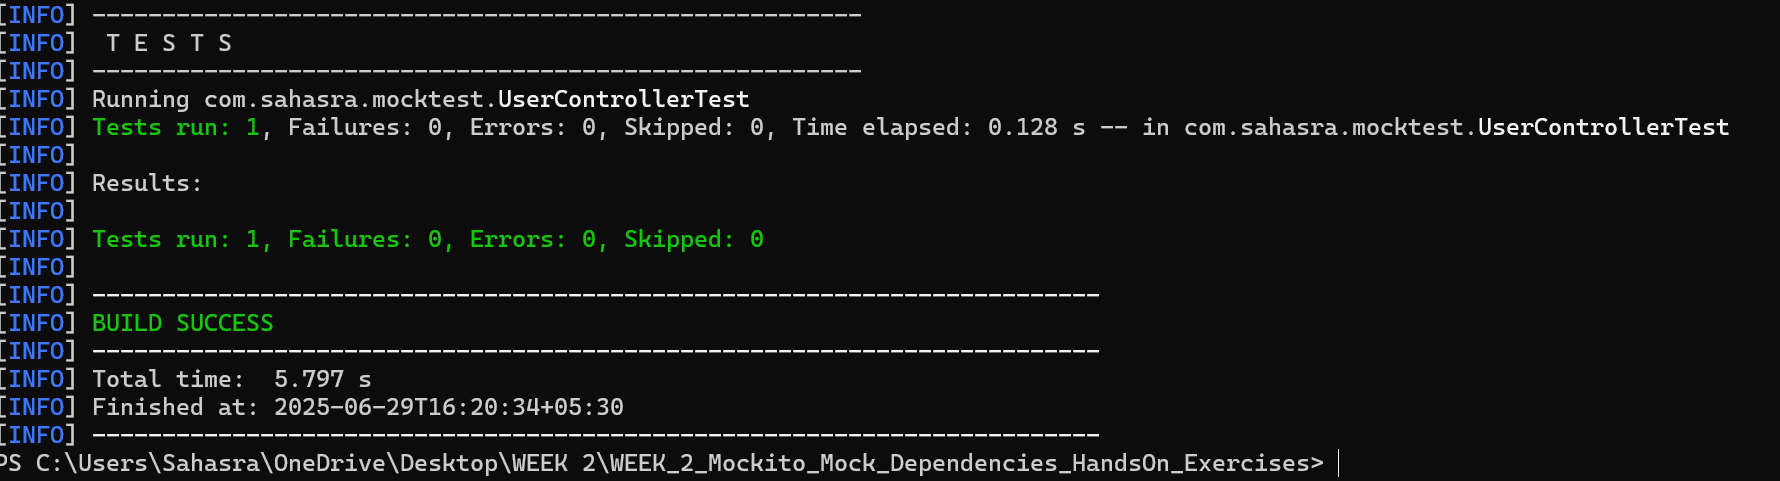 [INFO] -------------------------------------------------------
[INFO]  T E S T S
[INFO] -------------------------------------------------------
[INFO] Running com.sahasra.mocktest.UserControllerTest
[INFO] Tests run: 1, Failures: 0, Errors: 0, Skipped: 0, Time elapsed: 0.128 s -- in com.sahasra.mocktest.UserControllerTest
[INFO]
[INFO] Results:
[INFO]
[INFO] Tests run: 1, Failures: 0, Errors: 0, Skipped: 0
[INFO]
[INFO] ------------------------------------------------------------------------
[INFO] BUILD SUCCESS
[INFO] ------------------------------------------------------------------------
[INFO] Total time:  5.797 s
[INFO] Finished at: 2025-06-29T16:20:34+05:30
[INFO] ------------------------------------------------------------------------
PS C:\Users\Sahasra\OneDrive\Desktop\WEEK 2\WEEK_2_Mockito_Mock_Dependencies_HandsOn_Exercises>